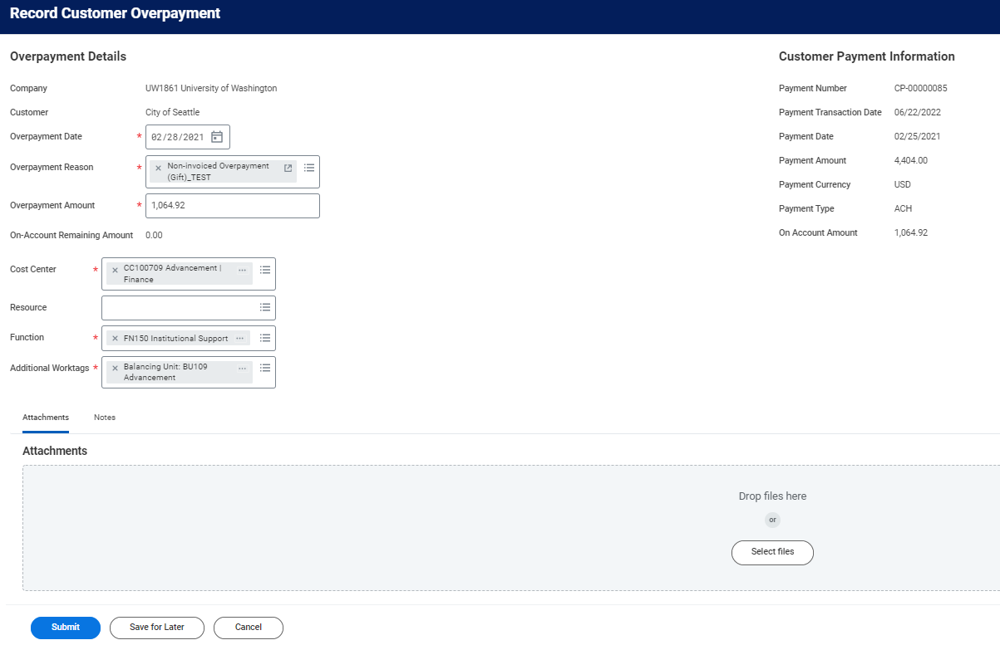 Record Customer Overpayment
Overpayment Details
Company UW1861 University of Washington
Customer City of Seattle
Overpayment Date * 02/28/2021
Overpayment Reason * × Non-invoiced Overpayment
(Gift)_TEST
Overpayment Amount * 1,064.92
On-Account Remaining Amount 0.00
Cost Center * × CC100709 Advancement | ...
Finance
Resource
Function * × FN150 Institutional Support ...
Additional Worktags * × Balancing Unit: BU109 ...
Advancement
Customer Payment Information
Payment Number CP-00000085
Payment Transaction Date 06/22/2022
Payment Date 02/25/2021
Payment Amount 4,404.00
Payment Currency USD
Payment Type ACH
On Account Amount 1,064.92
Attachments Notes
Attachments
Drop files here
or
Select files
Submit Save for Later Cancel